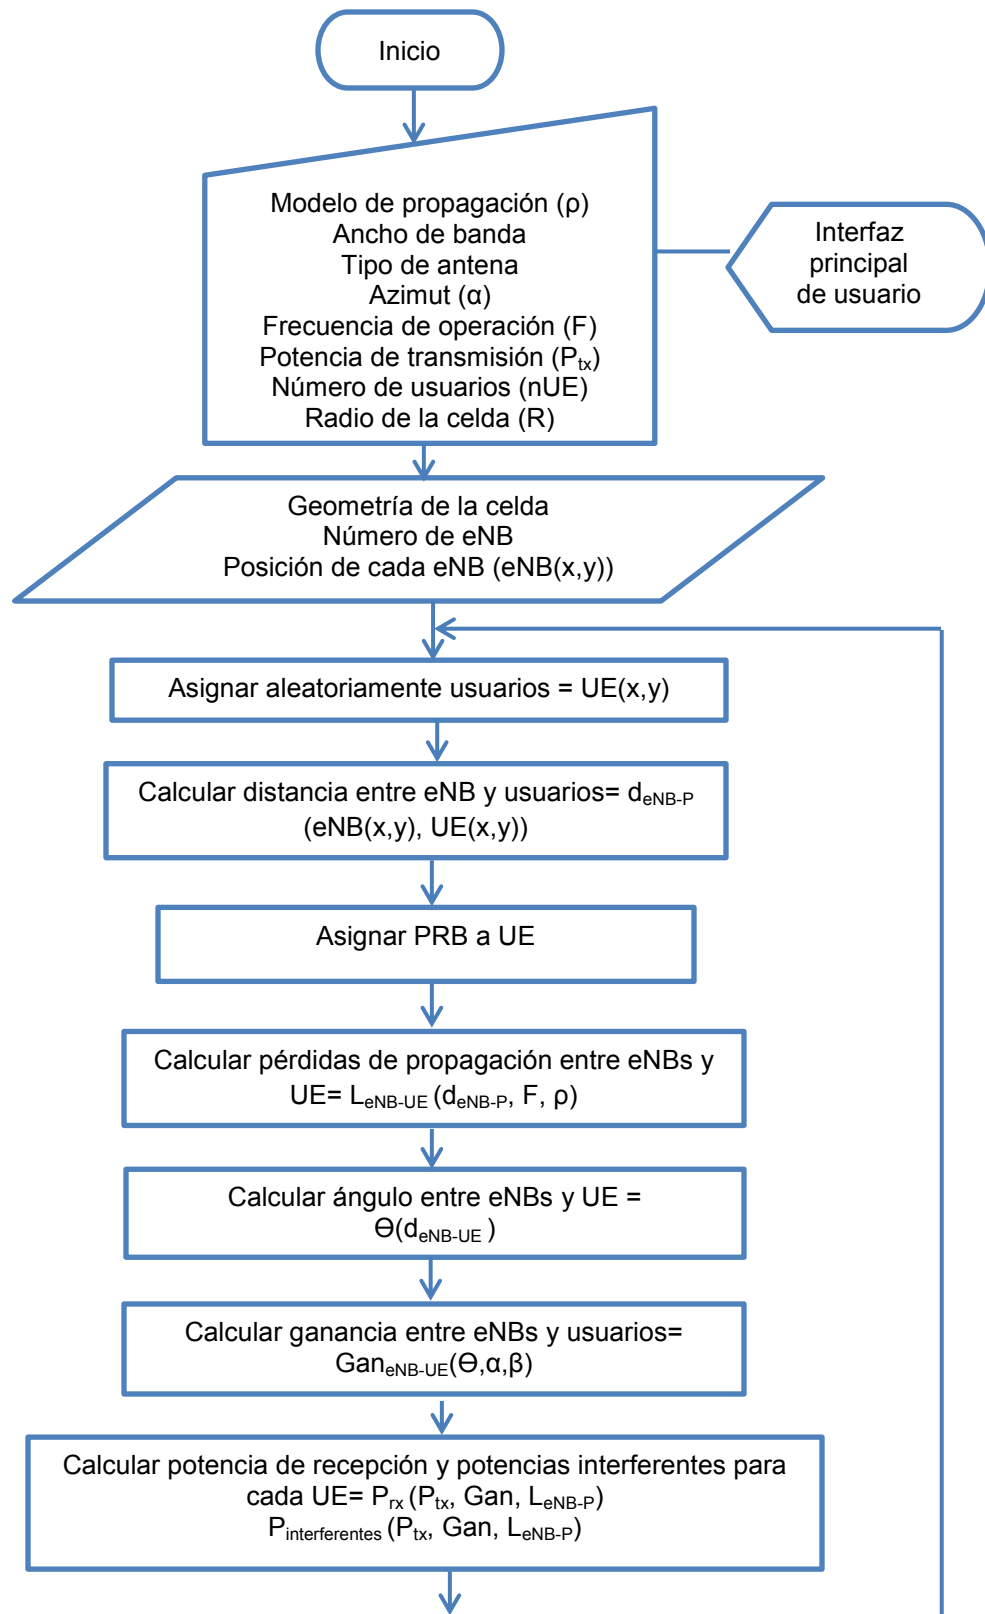 Inicio
Modelo de propagación (ρ)
Ancho de banda
Tipo de antena
Azimut (α)
Frecuencia de operación (F)
Potencia de transmisión (Ptx)
Número de usuarios (nUE)
Radio de la celda (R)
Interfaz
principal
de usuario
Geometría de la celda
Número de eNB
Posición de cada eNB (eNB(x,y))
Asignar aleatoriamente usuarios = UE(x,y)
Calcular distancia entre eNB y usuarios= deNB-P
(eNB(x,y), UE(x,y))
Asignar PRB a UE
Calcular pérdidas de propagación entre eNBs y
UE= LeNB-UE (deNB-P, F, ρ)
Calcular ángulo entre eNBs y UE =
ϴ(deNB-UE )
Calcular ganancia entre eNBs y usuarios=
GaneNB-UE(ϴ,α,β)
Calcular potencia de recepción y potencias interferentes para
cada UE= Prx (Ptx, Gan, LeNB-P)
Pinterferentes (Ptx, Gan, LeNB-P)